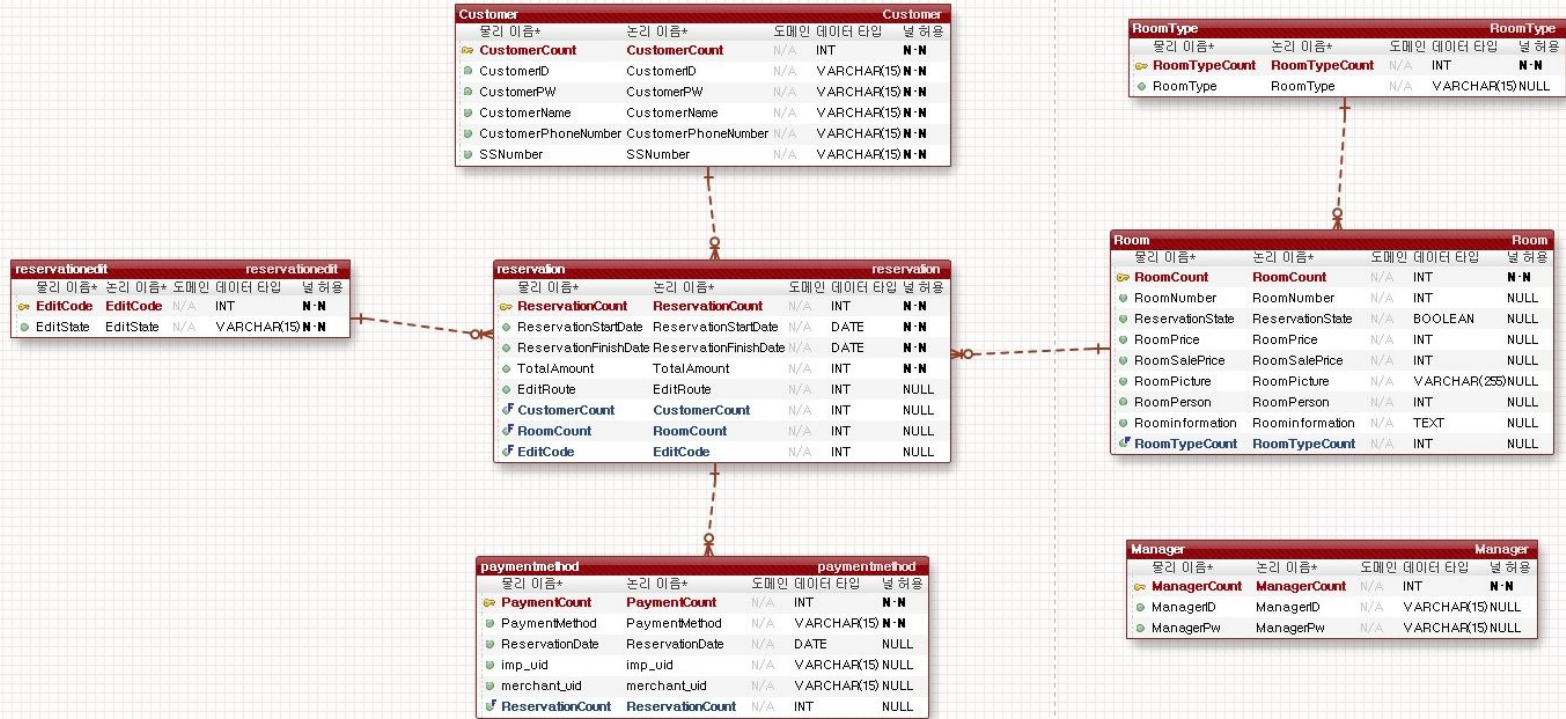 Customer Customer
물리 이름* 논리 이름* 도메인 데이터 타입 널 허용
CustomerCount CustomerCount N/A INT N-N
CustomerID CustomerID N/A VARCHAR(15) N-N
CustomerPW CustomerPW N/A VARCHAR(15) N-N
CustomerName CustomerName N/A VARCHAR(15) N-N
CustomerPhoneNumber CustomerPhoneNumber N/A VARCHAR(15) N-N
SSNumber SSNumber N/A VARCHAR(15) N-N
RoomType RoomType
물리 이름* 논리 이름* 도메인 데이터 타입 널 허용
RoomTypeCount RoomTypeCount N/A INT N-N
RoomType RoomType N/A VARCHAR(15) NULL
reservationedit reservationedit
물리 이름* 논리 이름* 도메인 데이터 타입 널 허용
EditCode EditCode N/A INT N-N
EditState EditState N/A VARCHAR(15) N-N
reservation reservation
물리 이름* 논리 이름* 도메인 데이터 타입 널 허용
ReservationCount ReservationCount N/A INT N-N
ReservationStartDate ReservationStartDate N/A DATE N-N
ReservationFinishDate ReservationFinishDate N/A DATE N-N
TotalAmount TotalAmount N/A INT N-N
EditRoute EditRoute N/A INT NULL
F CustomerCount CustomerCount N/A INT NULL
F RoomCount RoomCount N/A INT NULL
F EditCode EditCode N/A INT NULL
Room Room
물리 이름* 논리 이름* 도메인 데이터 타입 널 허용
RoomCount RoomCount N/A INT N-N
RoomNumber RoomNumber N/A INT NULL
ReservationState ReservationState N/A BOOLEAN NULL
RoomPrice RoomPrice N/A INT NULL
RoomSalePrice RoomSalePrice N/A INT NULL
RoomPicture RoomPicture N/A VARCHAR(255) NULL
RoomPerson RoomPerson N/A INT NULL
Roominformation Roominformation N/A TEXT NULL
F RoomTypeCount RoomTypeCount N/A INT NULL
paymentmethod paymentmethod
물리 이름* 논리 이름* 도메인 데이터 타입 널 허용
PaymentCount PaymentCount N/A INT N-N
PaymentMethod PaymentMethod N/A VARCHAR(15) N-N
ReservationDate ReservationDate N/A DATE NULL
imp_uid imp_uid N/A VARCHAR(15) NULL
merchant_uid merchant_uid N/A VARCHAR(15) NULL
F ReservationCount ReservationCount N/A INT NULL
Manager Manager
물리 이름* 논리 이름* 도메인 데이터 타입 널 허용
ManagerCount ManagerCount N/A INT N-N
ManagerID ManagerID N/A VARCHAR(15) NULL
ManagerPw ManagerPw N/A VARCHAR(15) NULL